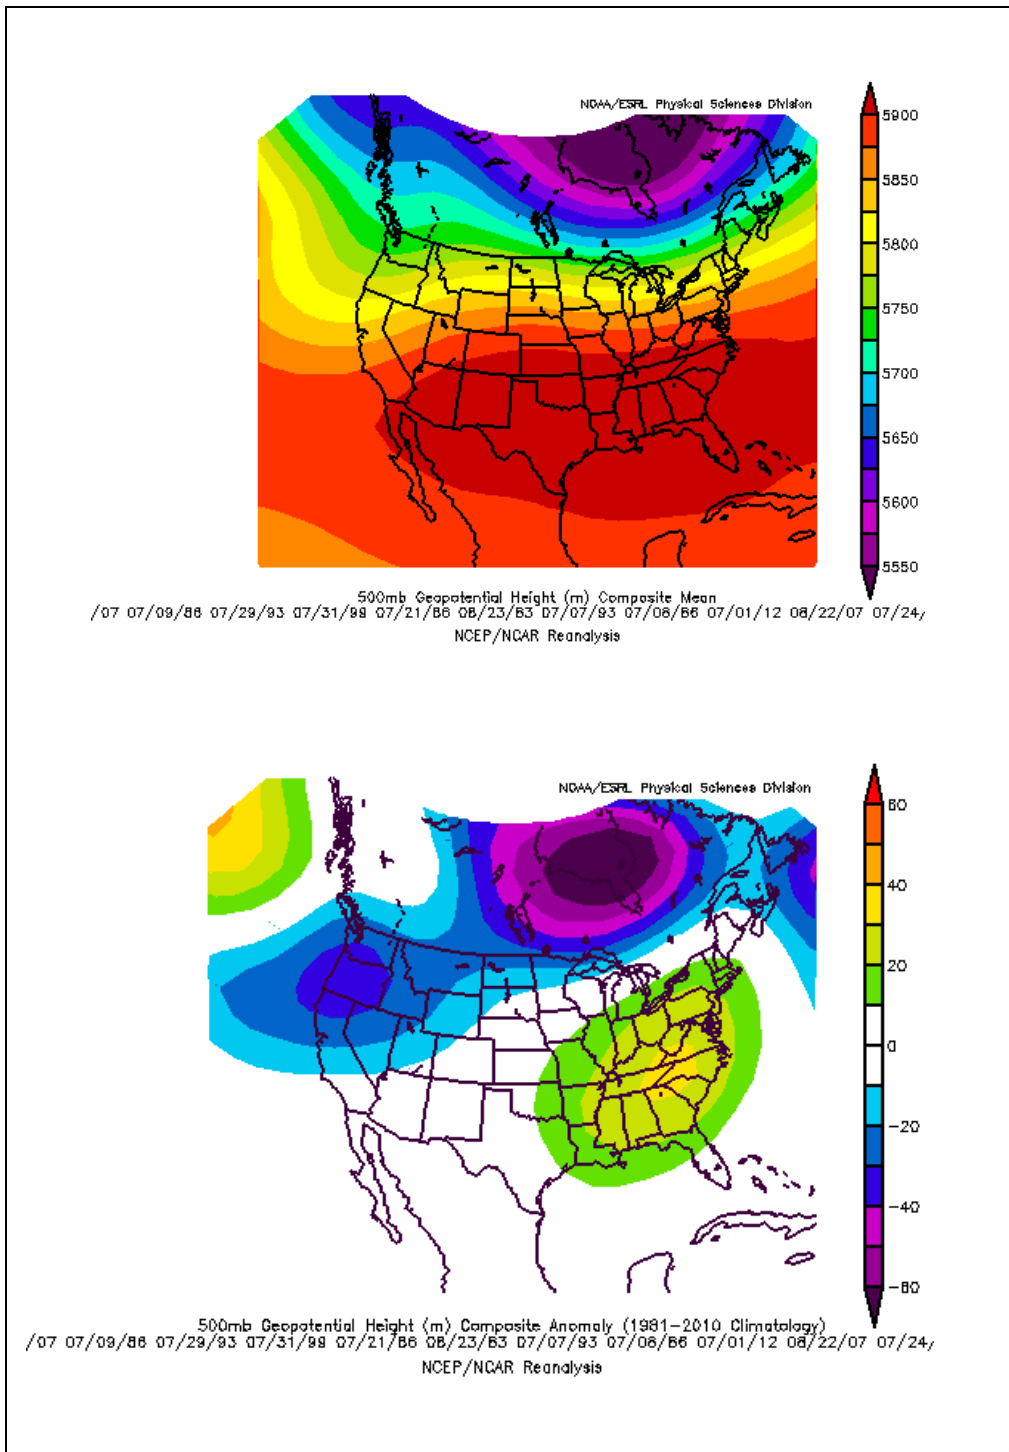 NOAA/ESRL Physical Sciences Division
5900
5850
5800
5750
5700
5650
5600
5550
500mb Geopotential Height (m) Composite Mean
/07 07/09/86 07/29/93 07/31/99 07/21/86 08/23/83 07/07/93 07/06/86 07/01/12 08/22/07 07/24/
NCEP/NCAR Reanalysis
NOAA/ESRL Physical Sciences Division
60
40
20
0
-20
-40
-60
500mb Geopotential Height (m) Composite Anomaly (1981-2010 Climatology)
/07 07/09/86 07/29/93 07/31/99 07/21/86 08/23/83 07/07/93 07/06/86 07/01/12 08/22/07 07/24/
NCEP/NCAR Reanalysis